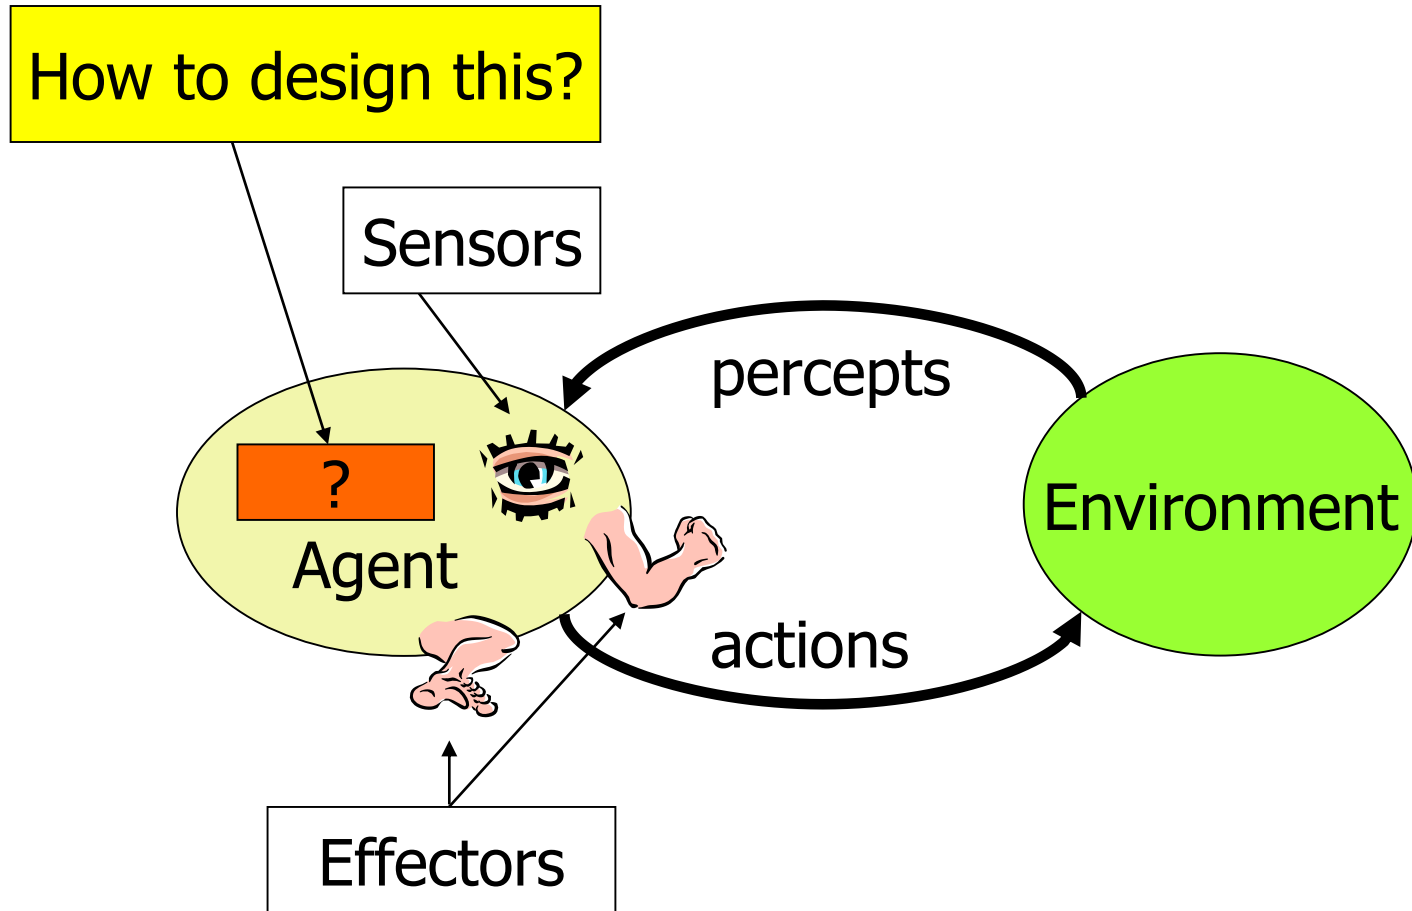 How to design this?
Sensors
percepts
?
Agent
Environment
actions
Effectors